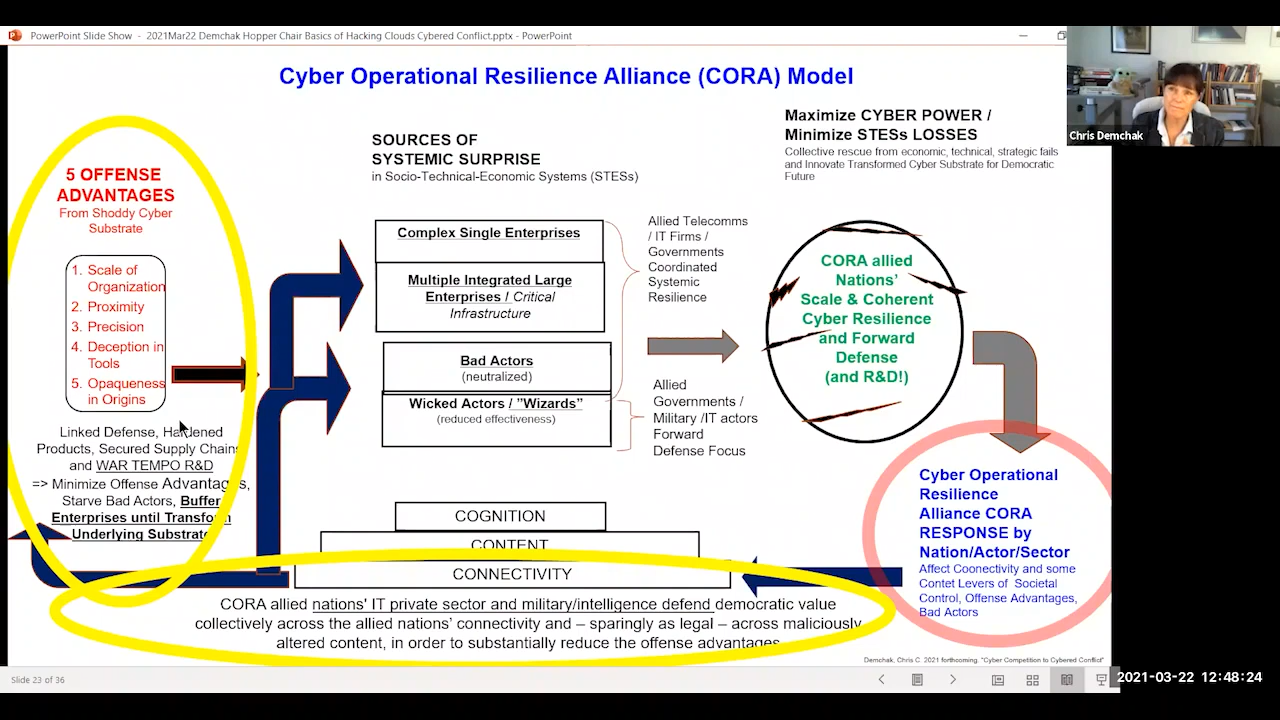 PowerPoint Slide Show - 2021Mar22 Demchak Hopper Chair Basics of Hacking Clouds Cybered Conflict.pptx - PowerPoint
Chris Demchak
Cyber Operational Resilience Alliance (CORA) Model
5 OFFENSE
ADVANTAGES
From Shoddy Cyber
Substrate
1. Scale of
Organization
2. Proximity
3. Precision
4. Deception in
Tools
5. Opaqueness
in Origins
Linked Defense, Hardened
Products, Secured Supply Chains
and WAR TEMPO R&D
=> Minimize Offense Advantages,
Starve Bad Actors, Buffer
Enterprises until Transform
Underlying Substrate
SOURCES OF
SYSTEMIC SURPRISE
in Socio-Technical-Economic Systems (STESs)
Complex Single Enterprises
Multiple Integrated Large
Enterprises / Critical
Infrastructure
Bad Actors
(neutralized)
Wicked Actors / "Wizards"
(reduced effectiveness)
Allied Telecomms
/ IT Firms /
Governments
Coordinated
Systemic
Resilience
Allied
Governments /
Military /IT actors
Forward
Defense Focus
Maximize CYBER POWER /
Minimize STESs LOSSES
Collective rescue from economic, technical, strategic fails
and Innovate Transformed Cyber Substrate for Democratic
Future
CORA allied
Nations'
Scale & Coherent
Cyber Resilience
and Forward
Defense
(and R&D!)
Cyber Operational
Resilience
Alliance CORA
RESPONSE by
Nation/Actor/Sector
Affect Coonectivity and some
Contet Levers of Societal
Control, Offense Advantages,
Bad Actors
COGNITION
CONTENT
CONNECTIVITY
CORA allied nations' IT private sector and military/intelligence defend democratic value
collectively across the allied nations' connectivity and – sparingly as legal – across maliciously
altered content, in order to substantially reduce the offense advantages
Demchak, Chris C. 2021 forthcoming. "Cyber Competition to Cybered Conflict"
Slide 23 of 36
2021-03-22 12:48:24